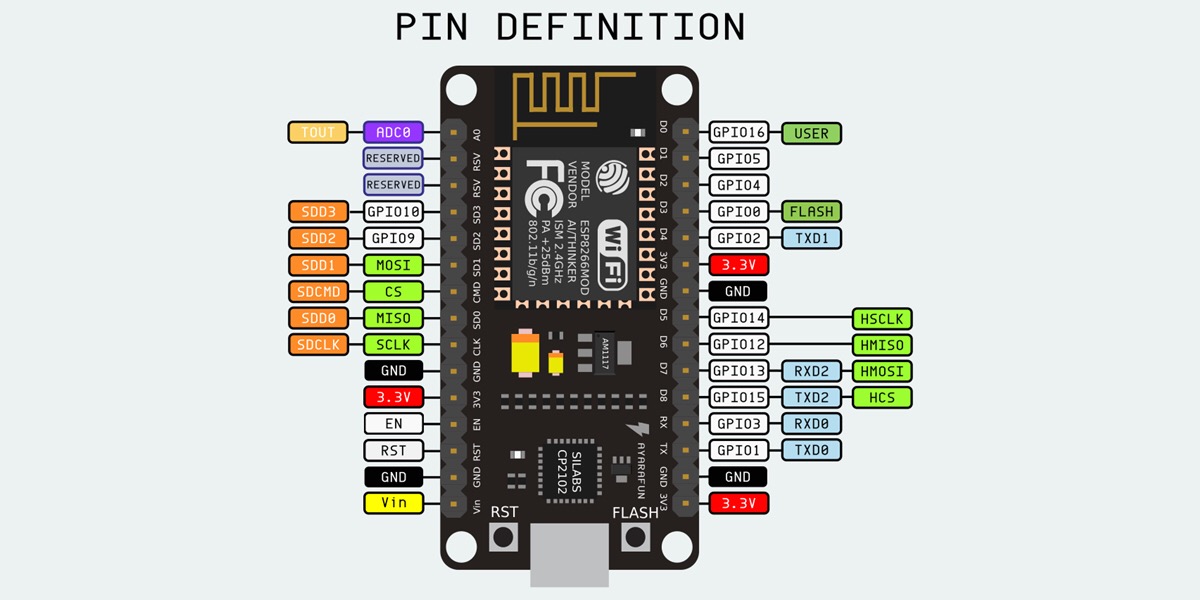 PIN DEFINITION
TOUT ADC0 A0 D0 GPIO16 USER
RESERVED RSV D1 GPIO5
RESERVED RSV D2 GPIO4
SDD3 GPIO10 SD3 D3 GPIO0 FLASH
SDD2 GPIO9 SD2 D4 GPIO2 TXD1
SDD1 MOSI SD1 3V3 3.3V
SDCMD CS CMD GND GND
SDD0 MISO SD0 D5 GPIO14 HSCLK
SDCLK SCLK CLK D6 GPIO12 HMISO
GND GND D7 GPIO13 RXD2 HMOSI
3.3V 3V3 D8 GPIO15 TXD2 HCS
EN EN RX GPIO3 RXD0
RST RST TX GPIO1 TXD0
GND GND GND GND
Vin Vin 3V3 3.3V
MODEL ESP8266MOD
VENDOR AI/THINKER
ISM 2.4GHz
PA +25dBm
802.11b/g/n
FC
Wi Fi
AM1117
SILABS
CP2102
AYARAFUN
RST FLASH